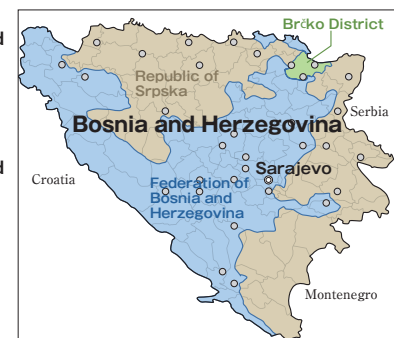 d
Brčko District
Republic of
Srpska
Bosnia and Herzegovina
Serbia
d
Sarajevo
Croatia
Federation of
Bosnia and
Herzegovina
Montenegro